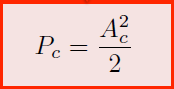 P_c = \frac{A_c^2}{2}